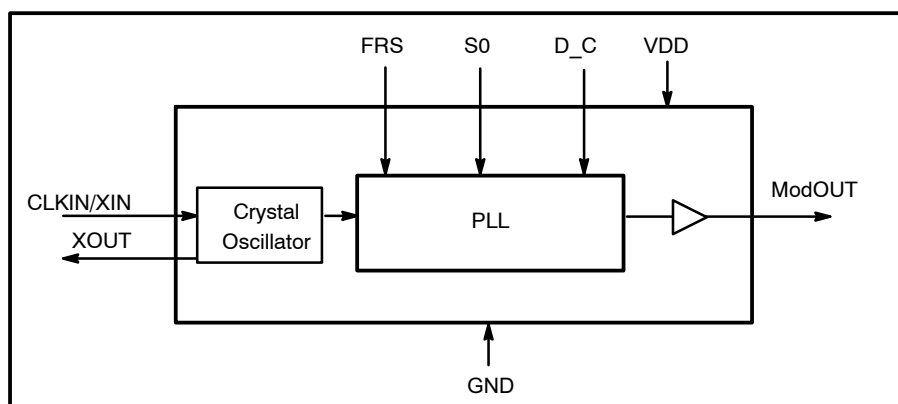 FRS S0 D_C VDD
CLKIN/XIN
XOUT
Crystal
Oscillator
PLL
ModOUT
GND